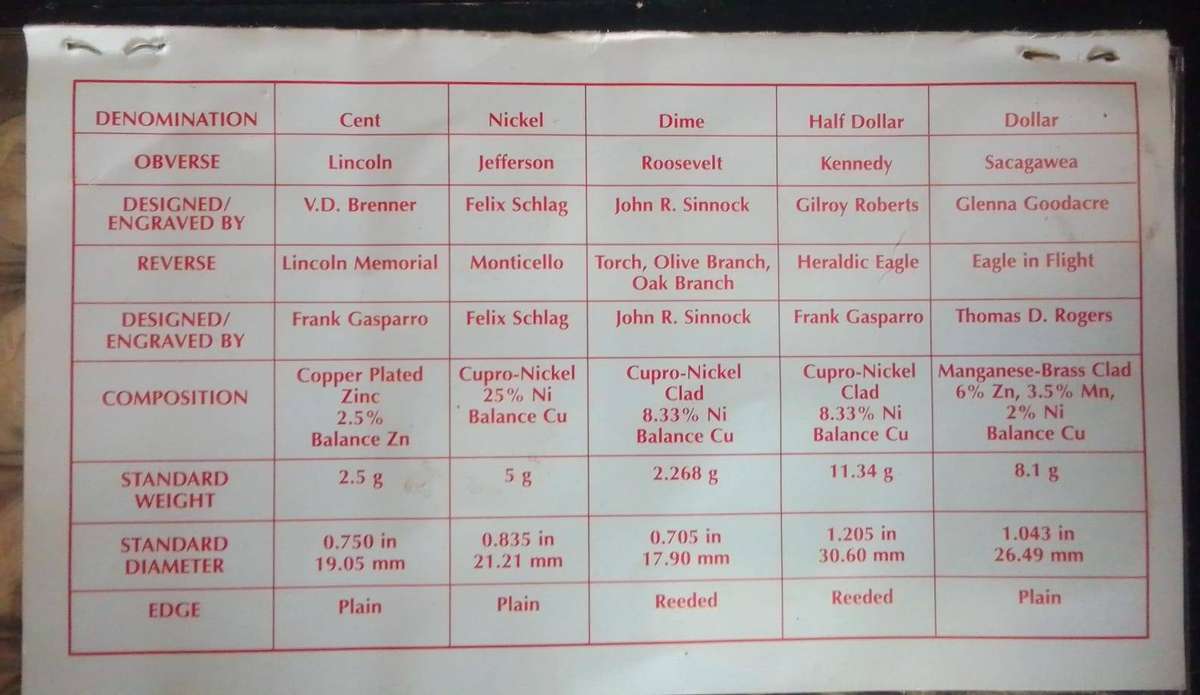 DENOMINATION Cent Nickel Dime Half Dollar Dollar
OBVERSE Lincoln Jefferson Roosevelt Kennedy Sacagawea
DESIGNED/ V.D. Brenner Felix Schlag John R. Sinnock Gilroy Roberts Glenna Goodacre
ENGRAVED BY
REVERSE Lincoln Memorial Monticello Torch, Olive Branch, Heraldic Eagle Eagle in Flight
Oak Branch
DESIGNED/ Frank Gasparro Felix Schlag John R. Sinnock Frank Gasparro Thomas D. Rogers
ENGRAVED BY
Copper Plated Cupro-Nickel Cupro-Nickel Cupro-Nickel Manganese-Brass Clad
COMPOSITION Zinc 25% Ni Clad Clad 6% Zn, 3.5% Mn,
2.5% Balance Cu 8.33% Ni 8.33% Ni 2% Ni
Balance Zn Balance Cu Balance Cu Balance Cu
STANDARD 2.5 g 5 g 2.268 g 11.34 g 8.1 g
WEIGHT
STANDARD 0.750 in 0.835 in 0.705 in 1.205 in 1.043 in
DIAMETER 19.05 mm 21.21 mm 17.90 mm 30.60 mm 26.49 mm
EDGE Plain Plain Reeded Reeded Plain